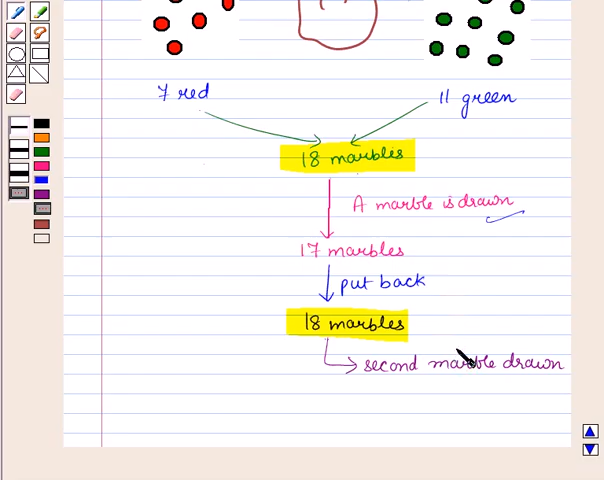 7 red
11 green
18 marbles
A marble is drawn
17 marbles
put back
18 marbles
second marble drawn